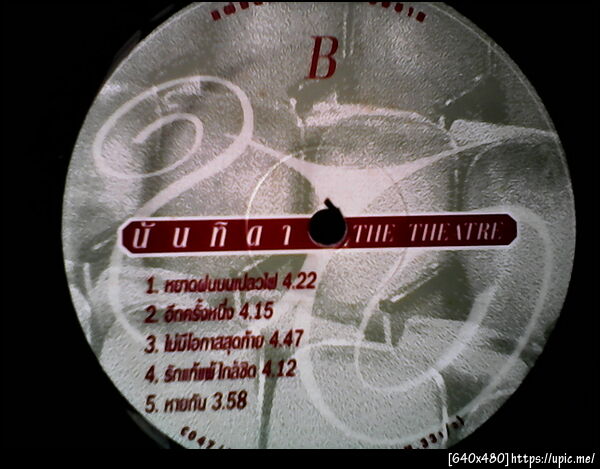 B
นันทิดา THE THEATRE
1. หยาดฝนบนเปลวไฟ 4.22
2. อีกครั้งหนึ่ง 4.15
3. ไม่มีโอกาสสุดท้าย 4.47
4. รักแท้แพ้ใกล้ชิด 4.12
5. หายกัน 3.58
[640x480]https://upic.me/